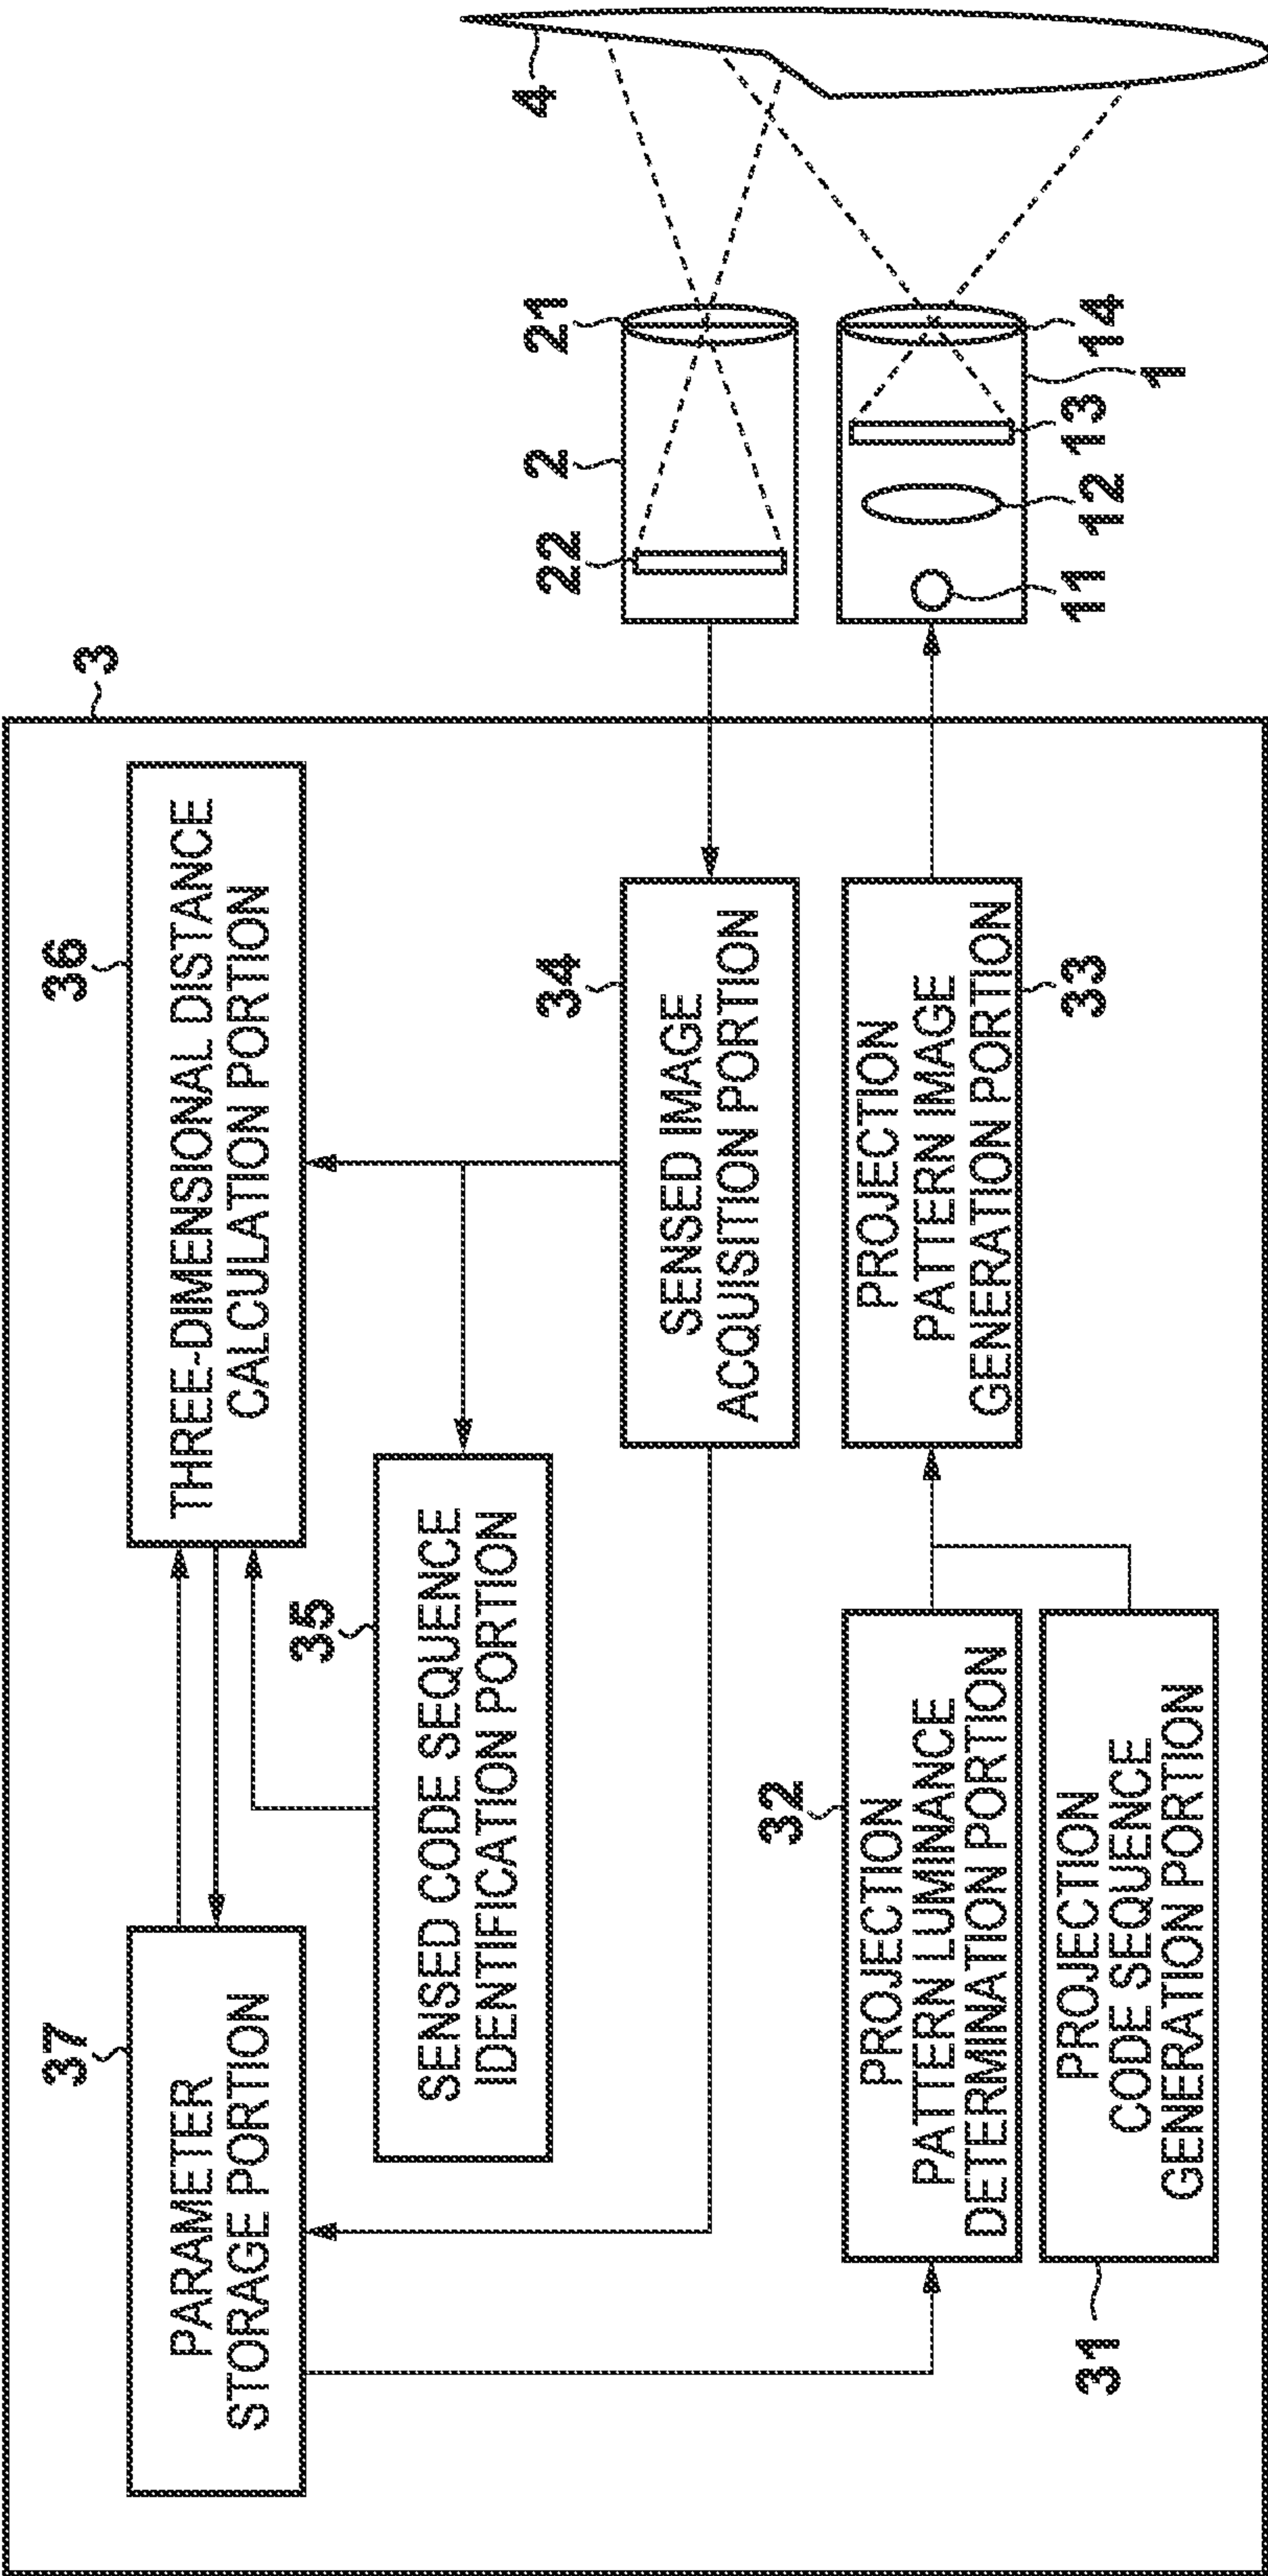 3
37
PARAMETER
STORAGE PORTION
36
THREE-DIMENSIONAL DISTANCE
CALCULATION PORTION
35
SENSED CODE SEQUENCE
IDENTIFICATION PORTION
34
SENSED IMAGE
ACQUISITION PORTION
32
PROJECTION
PATTERN LUMINANCE
DETERMINATION PORTION
PROJECTION
PATTERN IMAGE
GENERATION PORTION
33
PROJECTION
CODE SEQUENCE
GENERATION PORTION
31
22
2
21
4
11
12
13
1
14